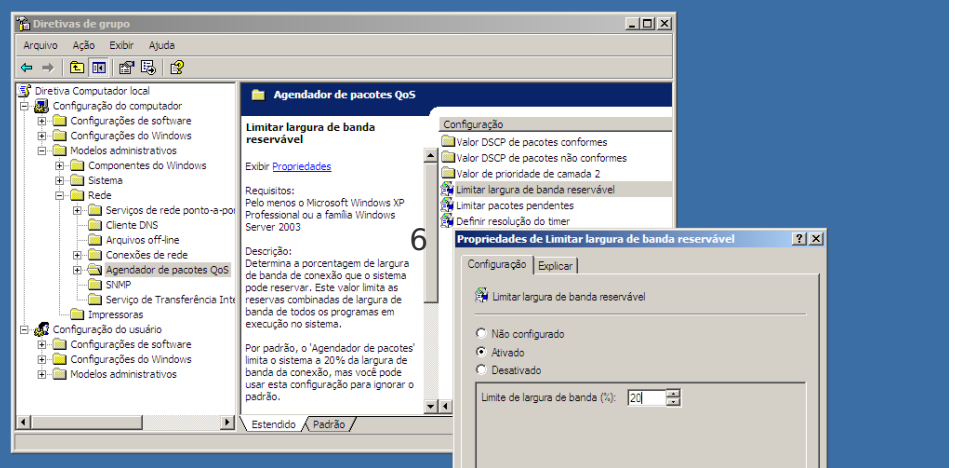 Diretivas de grupo
Arquivo Ação Exibir Ajuda
Diretiva Computador local
Configuração do computador
Configurações de software
Configurações do Windows
Modelos administrativos
Componentes do Windows
Sistema
Rede
Serviços de rede ponto-a-po
Cliente DNS
Arquivos off-line
Conexões de rede
Agendador de pacotes QoS
SNMP
Serviço de Transferência Inte
Impressoras
Configuração do usuário
Configurações de software
Configurações do Windows
Modelos administrativos
Agendador de pacotes QoS
Limitar largura de banda
reservável
Exibir Propriedades
Requisitos:
Pelo menos o Microsoft Windows XP
Professional ou a família Windows
Server 2003
Descrição:
Determina a porcentagem de largura
de banda de conexão que o sistema
pode reservar. Este valor limita as
reservas combinadas de largura de
banda de todos os programas em
execução no sistema.
Por padrão, o 'Agendador de pacotes'
limita o sistema a 20% da largura de
banda da conexão, mas você pode
usar esta configuração para ignorar o
padrão.
Estendido Padrão
Configuração
Valor DSCP de pacotes conformes
Valor DSCP de pacotes não conformes
Valor de prioridade de camada 2
Limitar largura de banda reservável
Limitar pacotes pendentes
Definir resolução do timer
6
Propriedades de Limitar largura de banda reservável
Configuração Explicar
Limitar largura de banda reservável
Não configurado
Ativado
Desativado
Limite de largura de banda (%): 20